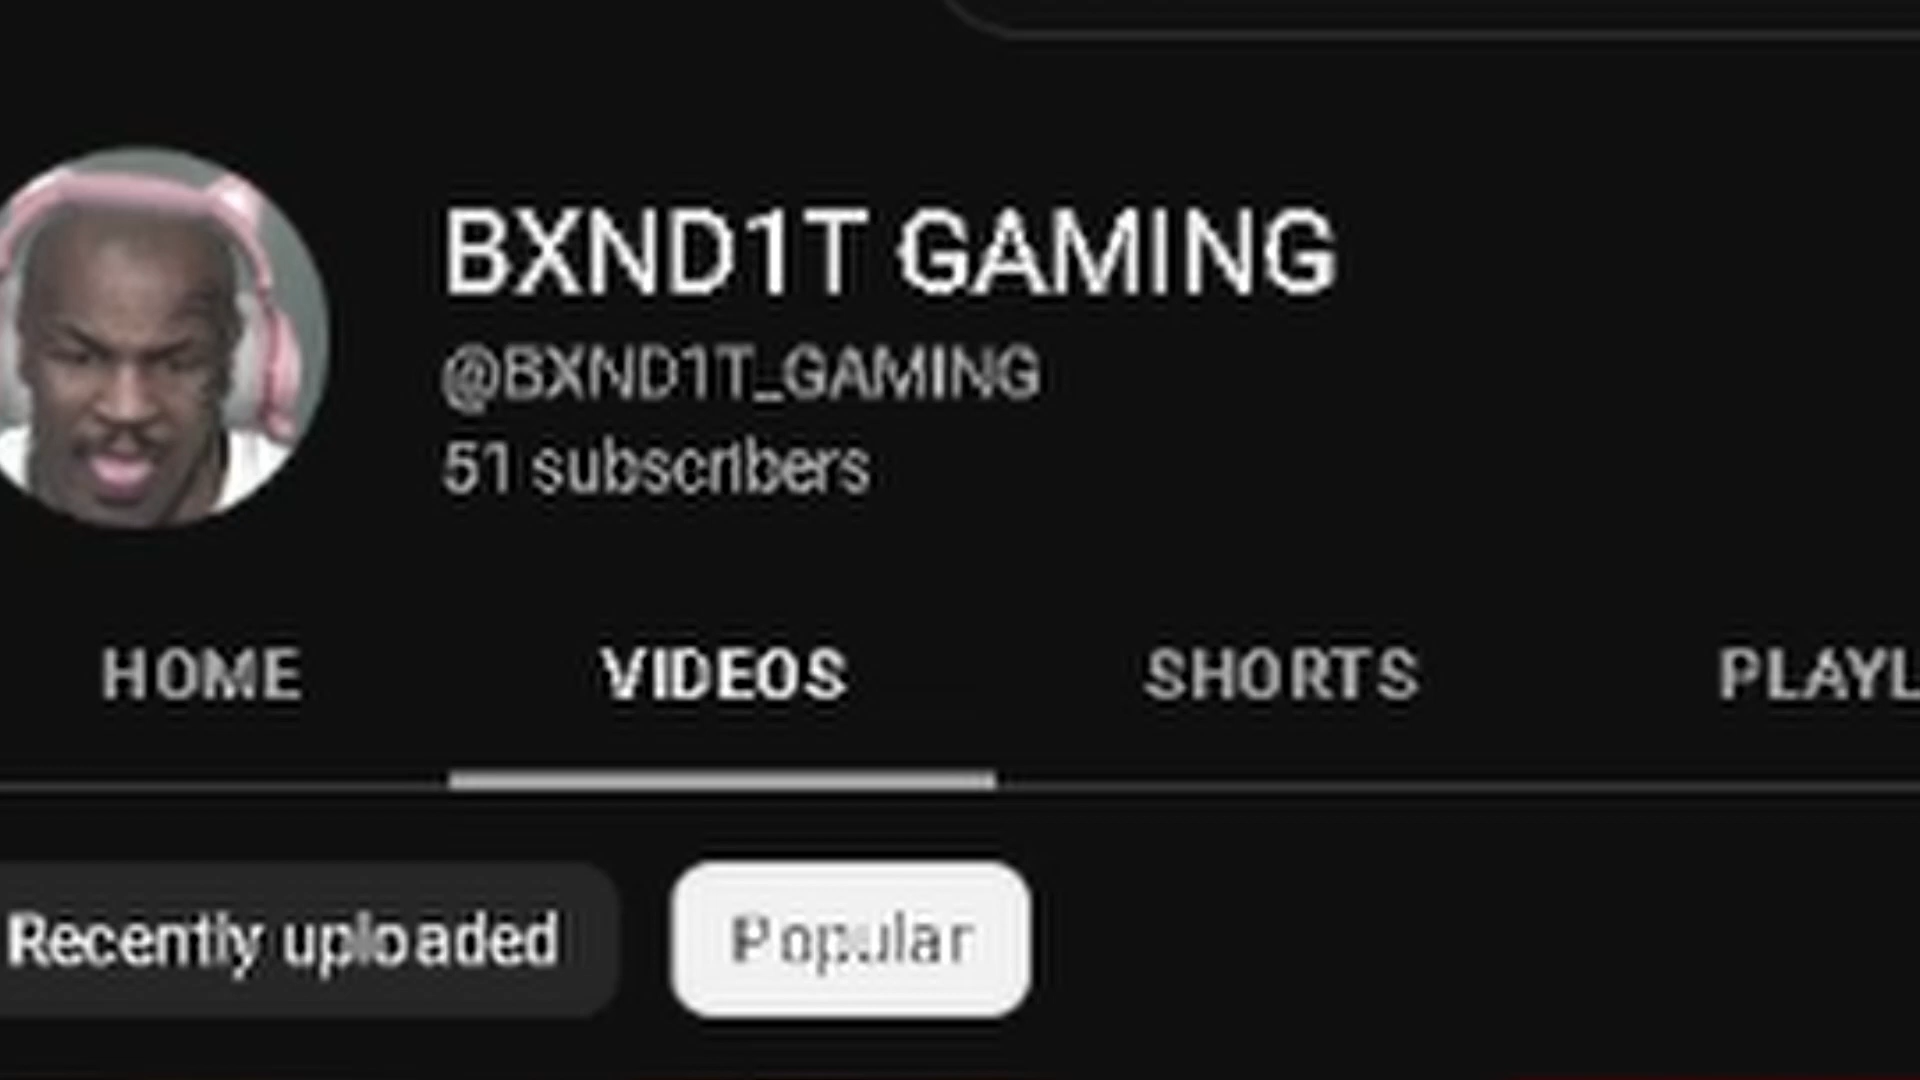 BXND1T GAMING
@BXND1T_GAMING
51 subscribers
HOME VIDEOS SHORTS PLAYL
Recently uploaded Popular